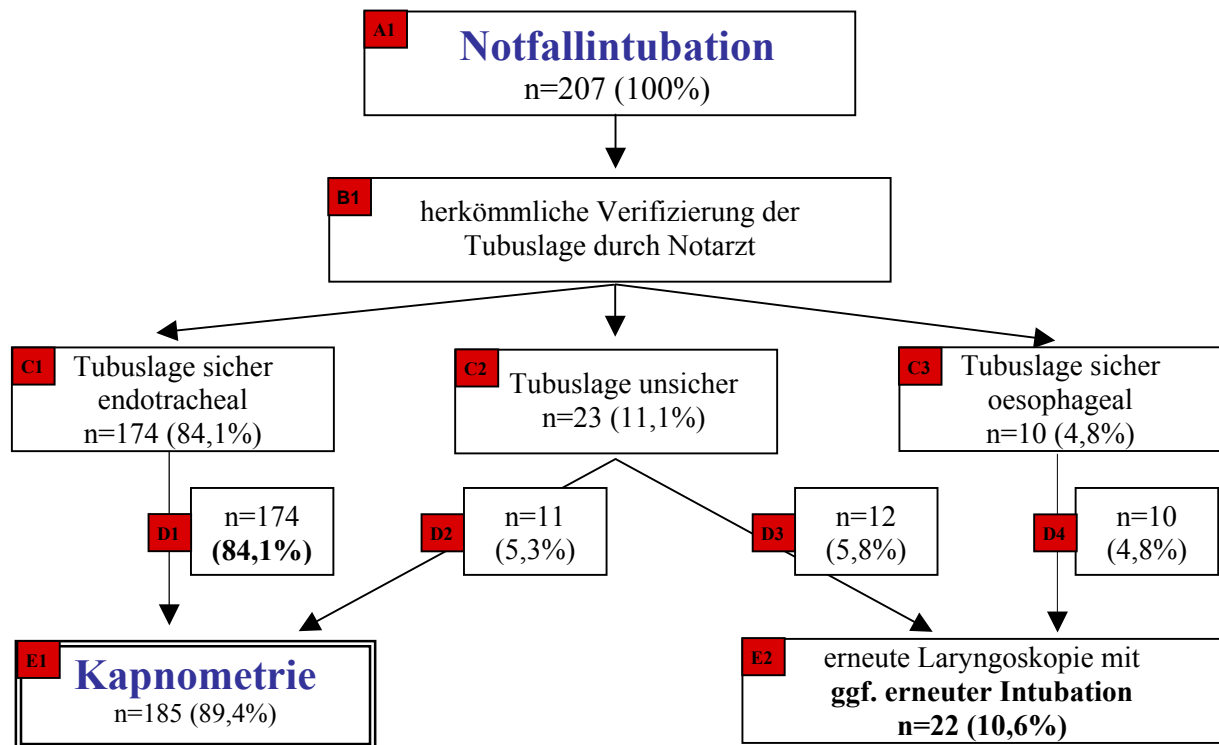 A1
Notfallintubation
n=207 (100%)
B1
herkömmliche Verifizierung der
Tubuslage durch Notarzt
C1
Tubuslage sicher
endotracheal
n=174 (84,1%)
C2
Tubuslage unsicher
n=23 (11,1%)
C3
Tubuslage sicher
oesophageal
n=10 (4,8%)
D1
n=174
(84,1%)
D2
n=11
(5,3%)
D3
n=12
(5,8%)
D4
n=10
(4,8%)
E1
Kapnometrie
n=185 (89,4%)
E2
erneute Laryngoskopie mit
ggf. erneuter Intubation
n=22 (10,6%)